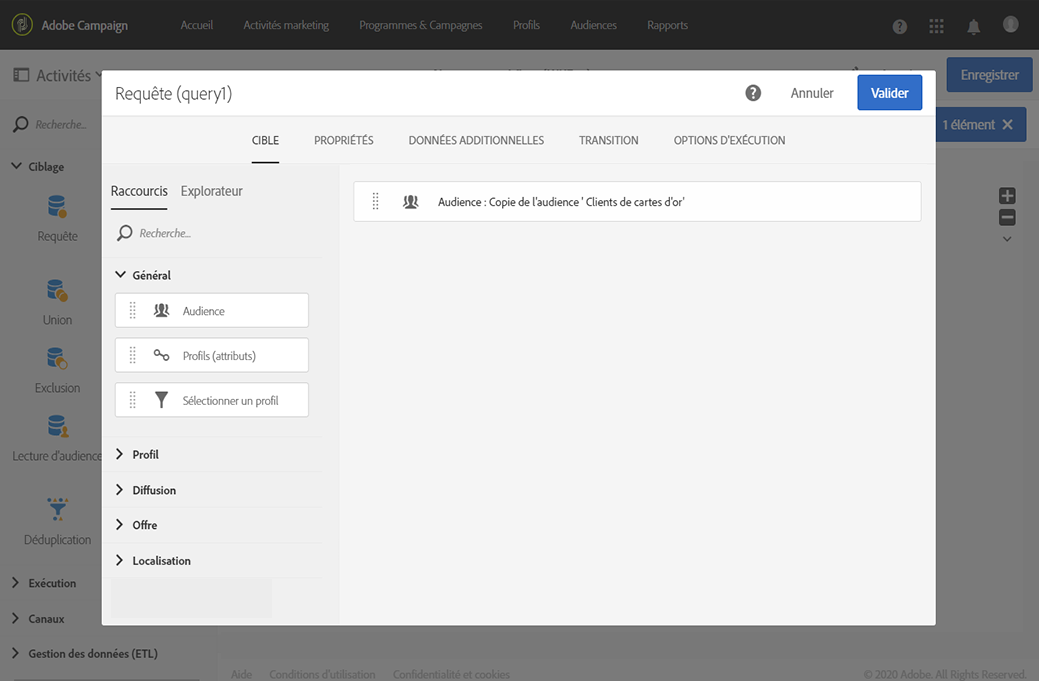 Adobe Campaign
Accueil
Activités marketing
Programmes & Campagnes
Profils
Audiences
Rapports
Activités
Enregistrer
Requête (query1)
Annuler
Valider
Recherche...
1 élément
CIBLE
PROPRIÉTÉS
DONNÉES ADDITIONNELLES
TRANSITION
OPTIONS D'EXÉCUTION
Ciblage
Requête
Union
Exclusion
Lecture d'audience
Déduplication
Exécution
Canaux
Gestion des données (ETL)
Raccourcis
Explorateur
Recherche...
Général
Audience
Profils (attributs)
Sélectionner un profil
Profil
Diffusion
Offre
Localisation
Audience : Copie de l'audience ' Clients de cartes d'or'
Aide
Conditions d'utilisation
Confidentialité et cookies
© 2020 Adobe. All Rights Reserved.